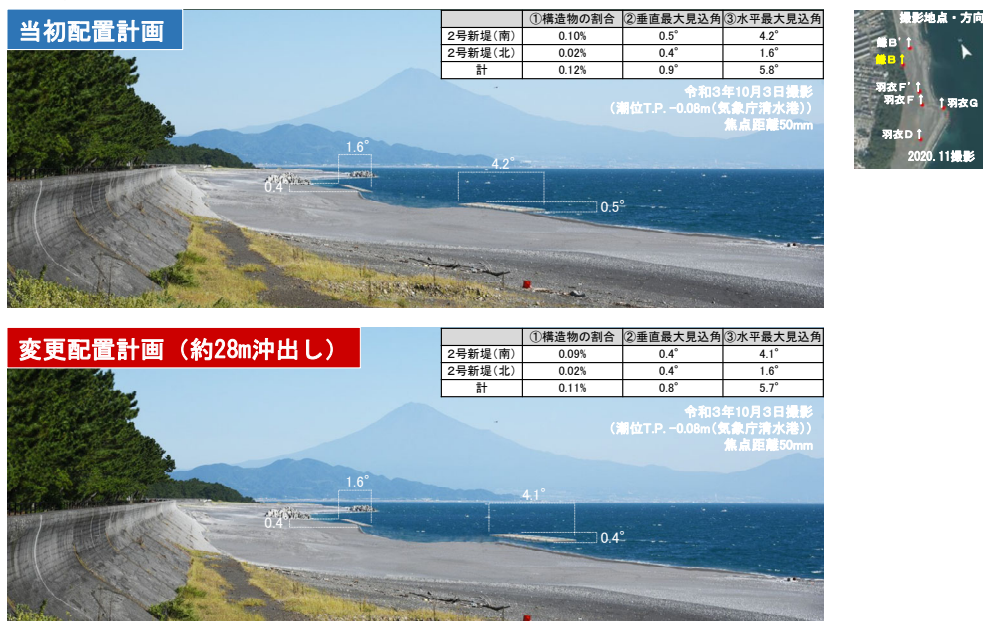 当初配置計画
①構造物の割合 ②垂直最大見込角 ③水平最大見込角
2号新堤(南) 0.10% 0.5° 4.2°
2号新堤(北) 0.02% 0.4° 1.6°
計 0.12% 0.9° 5.8°
令和3年10月3日撮影
(潮位T.P.-0.08m(気象庁清水港))
焦点距離50mm
1.6°
4.2°
0.4°
0.5°
撮影地点・方向
鎌B'↑
鎌B↑
羽衣F'↑
羽衣F↑
↑羽衣G
羽衣D↑
2020.11撮影
変更配置計画(約28m沖出し)
①構造物の割合 ②垂直最大見込角 ③水平最大見込角
2号新堤(南) 0.09% 0.4° 4.1°
2号新堤(北) 0.02% 0.4° 1.6°
計 0.11% 0.8° 5.7°
令和3年10月3日撮影
(潮位T.P.-0.08m(気象庁清水港))
焦点距離50mm
1.6°
4.1°
0.4°
0.4°